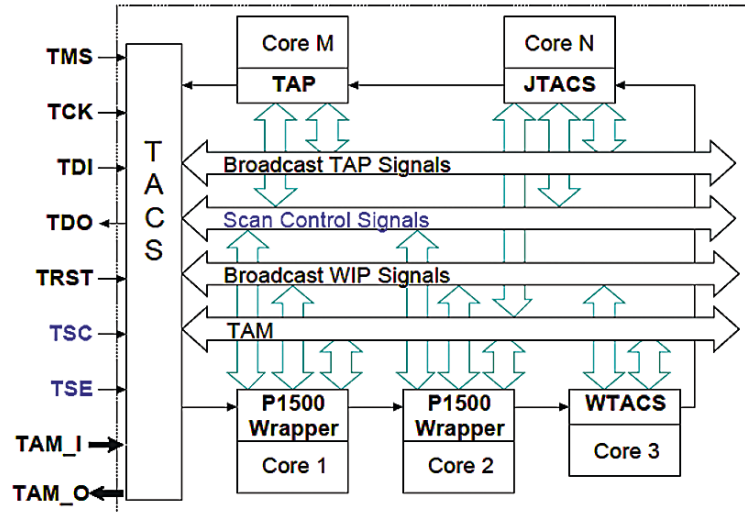 TMS
TCK
TDI
TDO
TRST
TSC
TSE
TAM_I
TAM_O
T
A
C
S
Core M
TAP
Core N
JTACS
Broadcast TAP Signals
Scan Control Signals
Broadcast WIP Signals
TAM
P1500
Wrapper
Core 1
P1500
Wrapper
Core 2
WTACS
Core 3